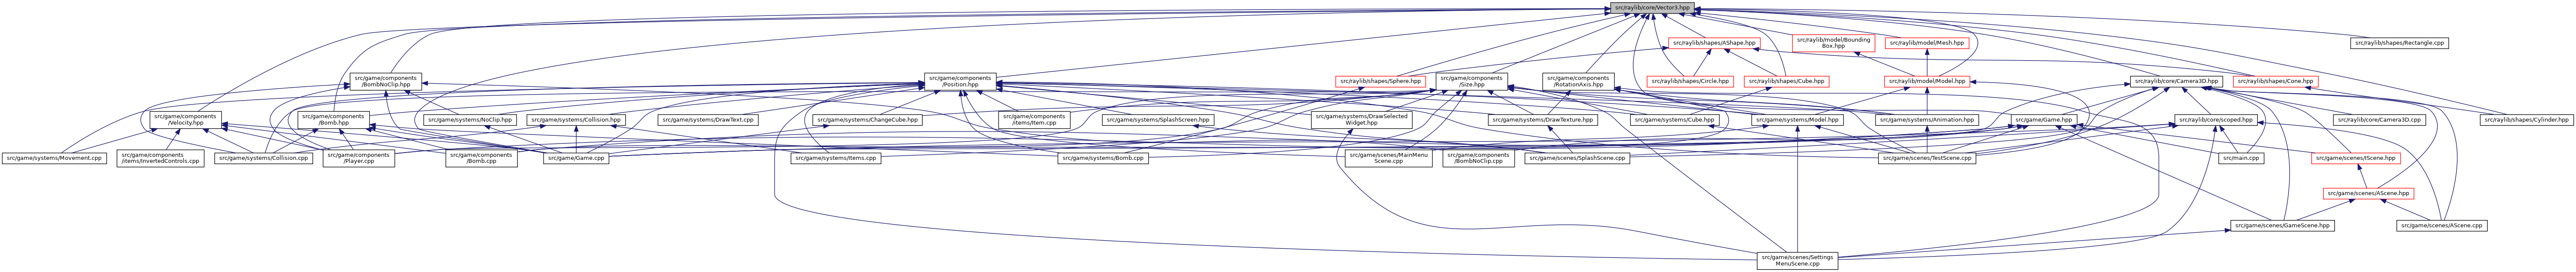 src/raylib/core/Vector3.hpp
src/raylib/shapes/AShape.hpp
src/raylib/model/Bounding
Box.hpp
src/raylib/model/Mesh.hpp
src/raylib/shapes/Rectangle.cpp
src/game/components
/BombNoClip.hpp
src/game/components
/Position.hpp
src/raylib/shapes/Sphere.hpp
src/game/components
/Size.hpp
src/game/components
/RotationAxis.hpp
src/raylib/shapes/Circle.hpp
src/raylib/shapes/Cube.hpp
src/raylib/model/Model.hpp
src/raylib/core/Camera3D.hpp
src/raylib/shapes/Cone.hpp
src/game/components
/Velocity.hpp
src/game/components
/Bomb.hpp
src/game/systems/NoClip.hpp
src/game/systems/Collision.hpp
src/game/systems/DrawText.cpp
src/game/systems/ChangeCube.hpp
src/game/components
/items/Item.cpp
src/game/systems/SplashScreen.hpp
src/game/systems/DrawSelected
Widget.hpp
src/game/systems/DrawTexture.hpp
src/game/systems/Cube.hpp
src/game/systems/Model.hpp
src/game/systems/Animation.hpp
src/game/Game.hpp
src/raylib/core/scoped.hpp
src/raylib/core/Camera3D.cpp
src/raylib/shapes/Cylinder.hpp
src/game/systems/Movement.cpp
src/game/components
/items/InvertedControls.cpp
src/game/systems/Collision.cpp
src/game/components
/Player.cpp
src/game/components
/Bomb.cpp
src/game/Game.cpp
src/game/systems/Items.cpp
src/game/systems/Bomb.cpp
src/game/scenes/MainMenu
Scene.cpp
src/game/components
/BombNoClip.cpp
src/game/scenes/SplashScene.cpp
src/game/scenes/TestScene.cpp
src/main.cpp
src/game/scenes/IScene.hpp
src/game/scenes/AScene.hpp
src/game/scenes/GameScene.hpp
src/game/scenes/AScene.cpp
src/game/scenes/Settings
MenuScene.cpp